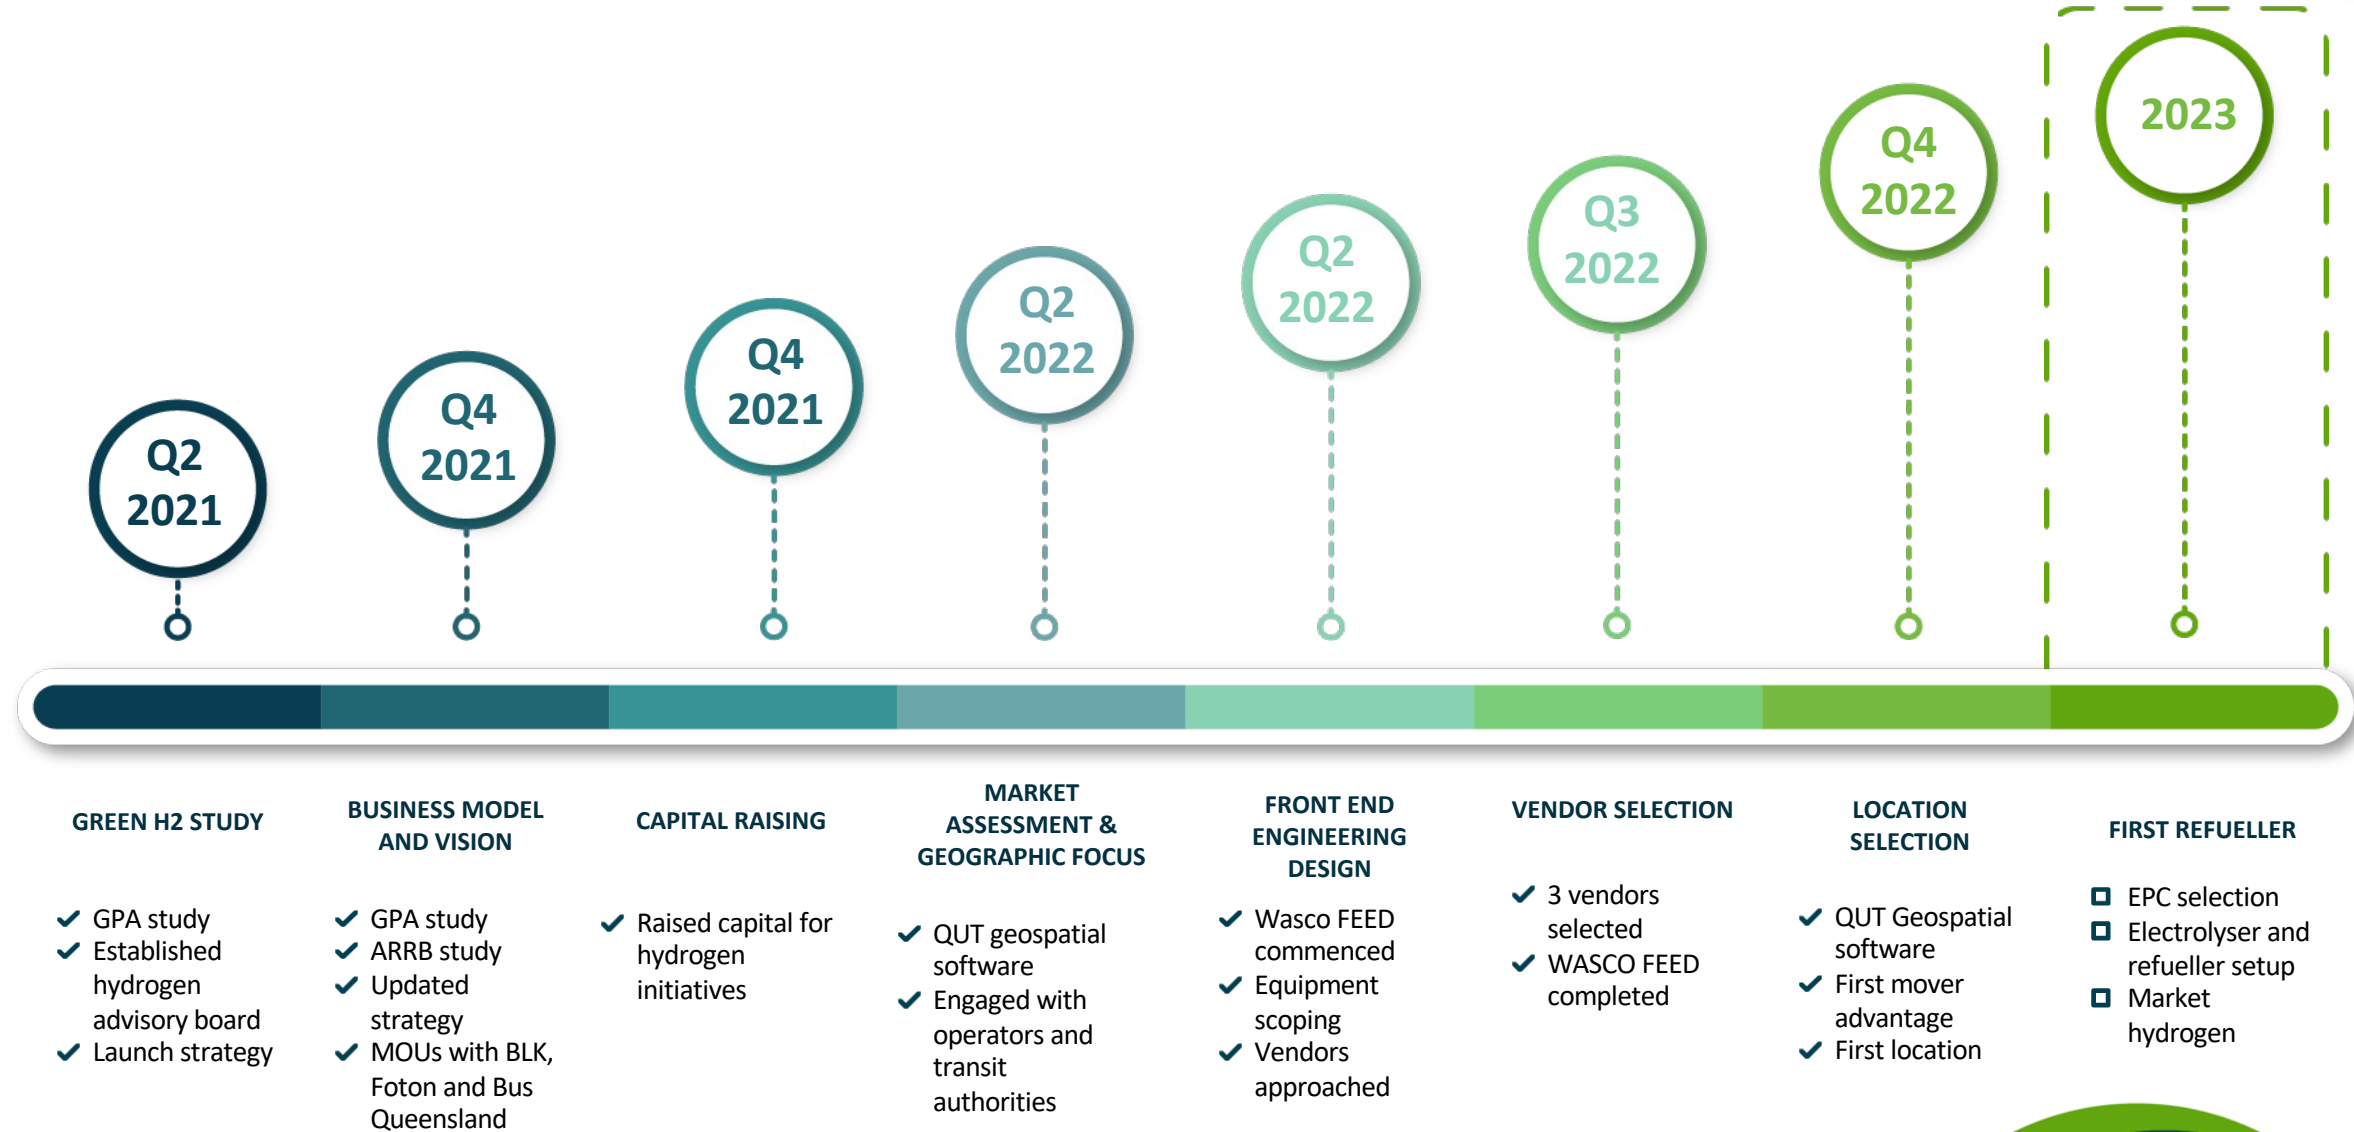 Q2
2021
Q4
2021
Q4
2021
Q2
2022
Q2
2022
Q3
2022
Q4
2022
2023
GREEN H2 STUDY
✔ GPA study
✔ Established
hydrogen
advisory board
✔ Launch strategy
BUSINESS MODEL
AND VISION
✔ GPA study
✔ ARRB study
✔ Updated
strategy
✔ MOUs with BLK,
Foton and Bus
Queensland
CAPITAL RAISING
✔ Raised capital for
hydrogen
initiatives
MARKET
ASSESSMENT &
GEOGRAPHIC FOCUS
✔ QUT geospatial
software
✔ Engaged with
operators and
transit
authorities
FRONT END
ENGINEERING
DESIGN
✔ Wasco FEED
commenced
✔ Equipment
scoping
✔ Vendors
approached
VENDOR SELECTION
✔ 3 vendors
selected
✔ WASCO FEED
completed
LOCATION
SELECTION
✔ QUT Geospatial
software
✔ First mover
advantage
✔ First location
FIRST REFUELLER
EPC selection
Electrolyser and
refueller setup
Market
hydrogen